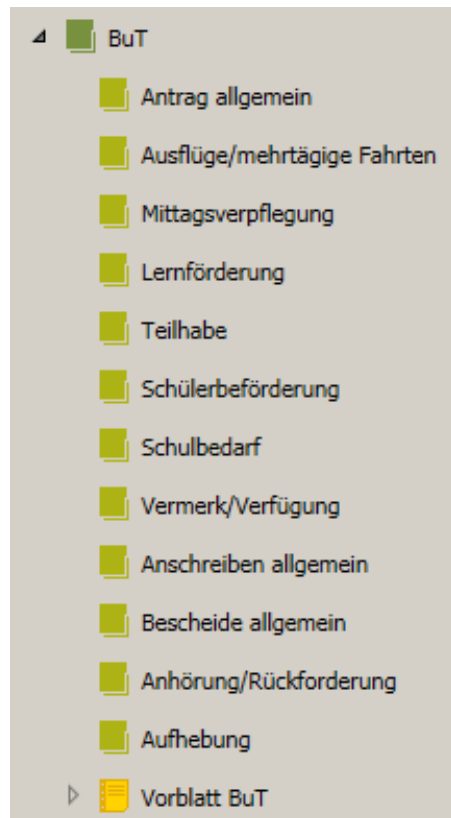 BuT
Antrag allgemein
Ausflüge/mehrtägige Fahrten
Mittagsverpflegung
Lernförderung
Teilhabe
Schülerbeförderung
Schulbedarf
Vermerk/Verfügung
Anschreiben allgemein
Bescheide allgemein
Anhörung/Rückforderung
Aufhebung
Vorblatt BuT